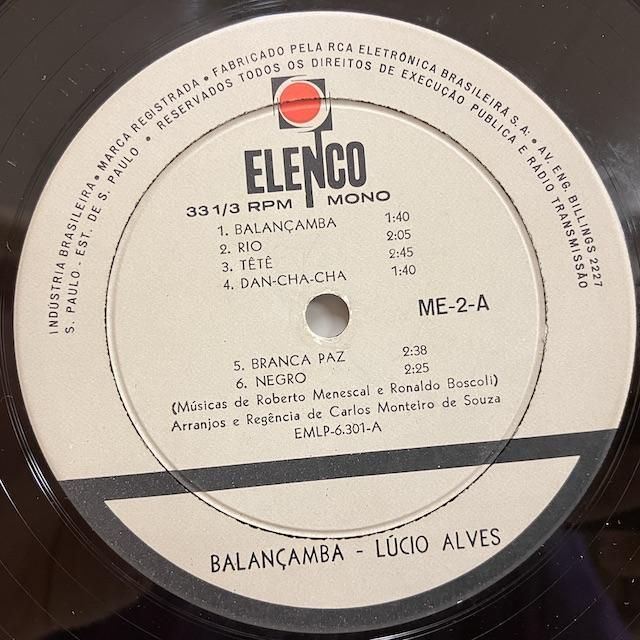 INDÚSTRIA BRASILEIRA • MARCA REGISTRADA • FABRICADO PELA RCA ELETRÔNICA BRASILEIRA S.A: • AV. ENG. BILLINGS 2227
S. PAULO - EST. DE S. PAULO • RESERVADOS TODOS OS DIREITOS DE EXECUÇÃO PUBLICA E RÁDIO TRANSMISSÃO
ELENCO
33 1/3 RPM MONO
1. BALANÇAMBA 1:40
2. RIO 2:05
3. TÊTÊ 2:45
4. DAN-CHA-CHA 1:40
ME-2-A
5. BRANCA PAZ 2:38
6. NEGRO 2:25
(Músicas de Roberto Menescal e Ronaldo Boscoli)
Arranjos e Regência de Carlos Monteiro de Souza
EMLP-6.301-A
BALANÇAMBA - LÚCIO ALVES